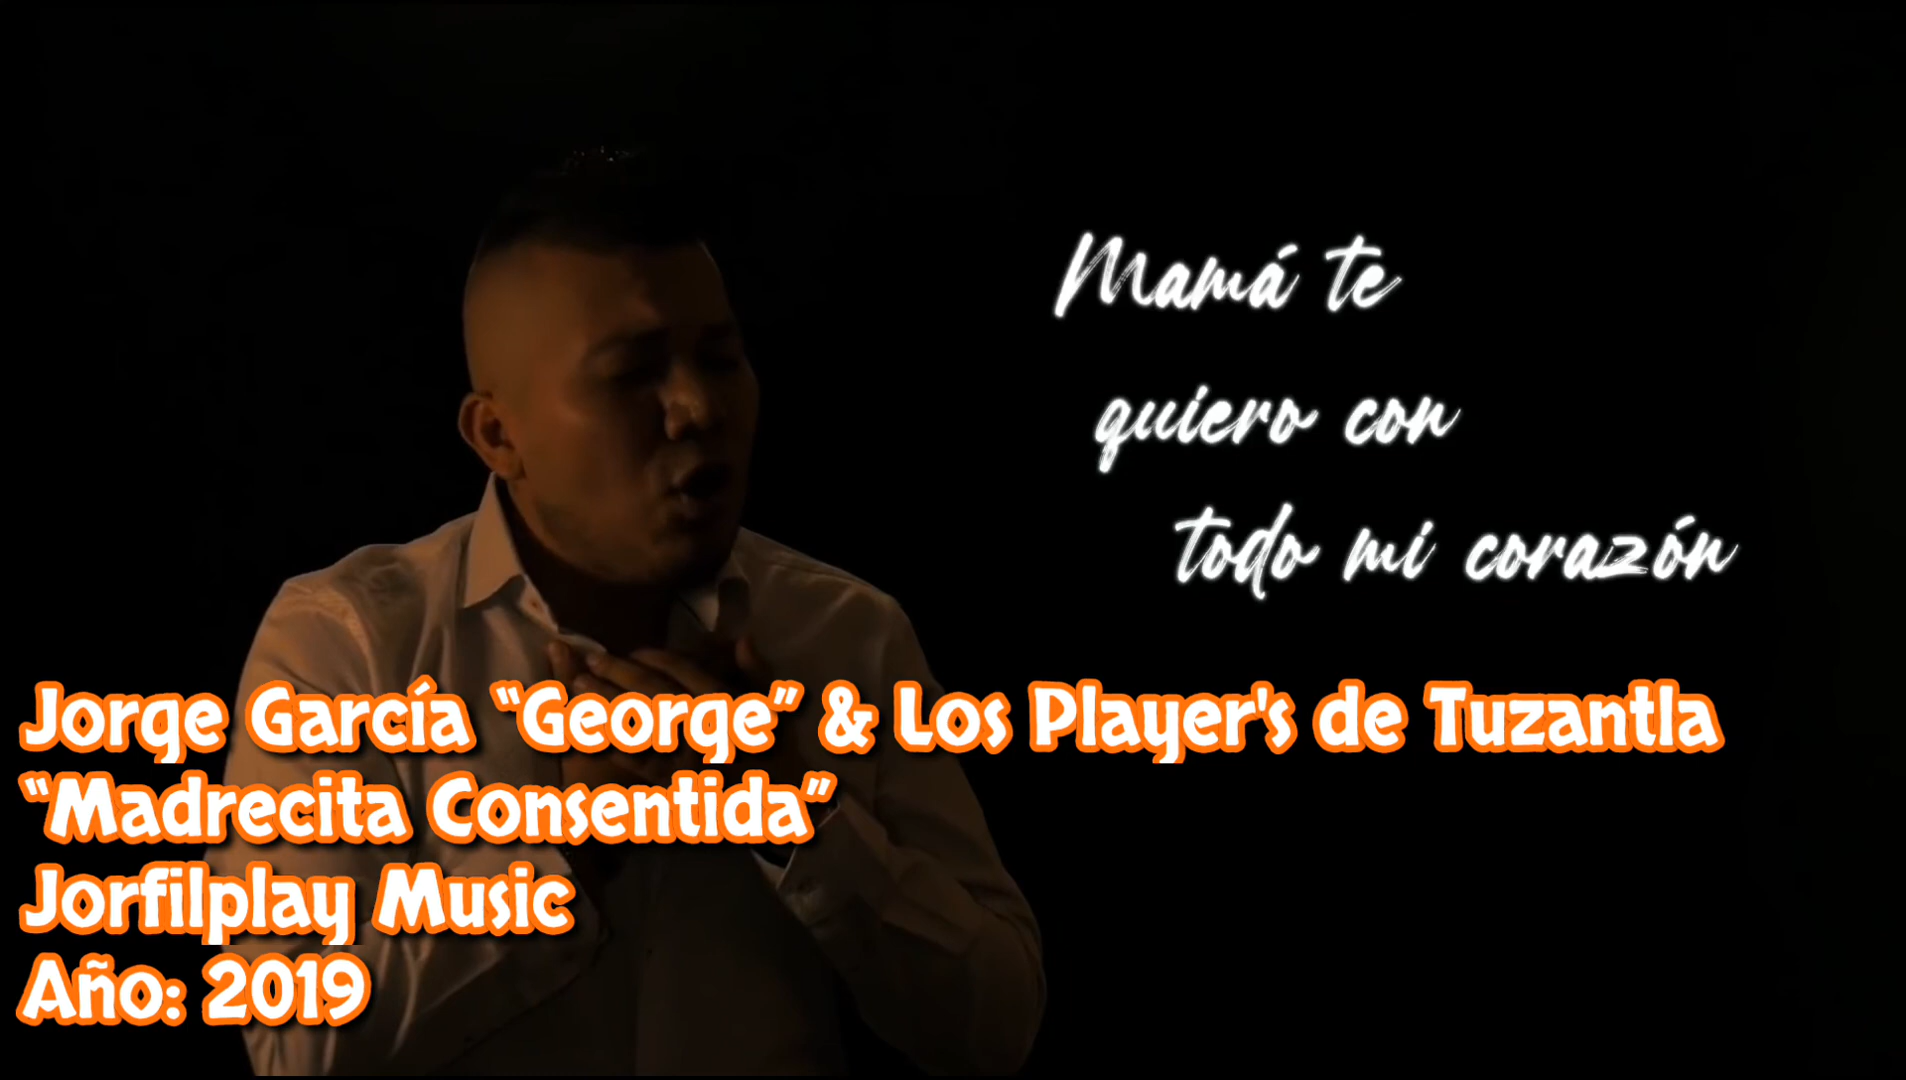 Mamá te
quiero con
todo mi corazón
Jorge García “George” & Los Player's de Tuzantla
“Madrecita Consentida”
Jorfilplay Music
Año: 2019